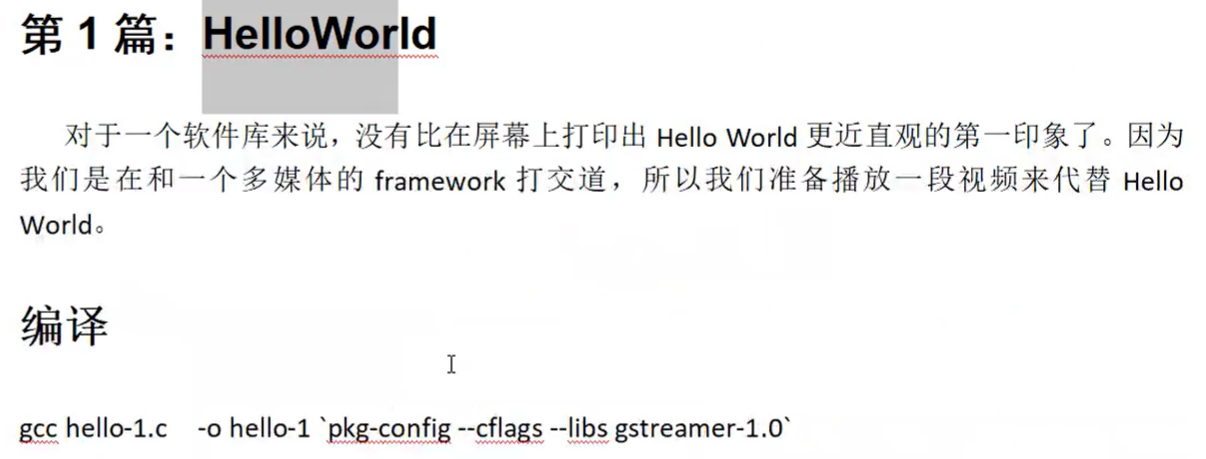 第 1 篇：HelloWorld
对于一个软件库来说，没有比在屏幕上打印出 Hello World 更近直观的第一印象了。因为
我们是在和一个多媒体的 framework 打交道，所以我们准备播放一段视频来代替 Hello
World。
编译
gcc hello-1.c -o hello-1 `pkg-config --cflags --libs gstreamer-1.0`